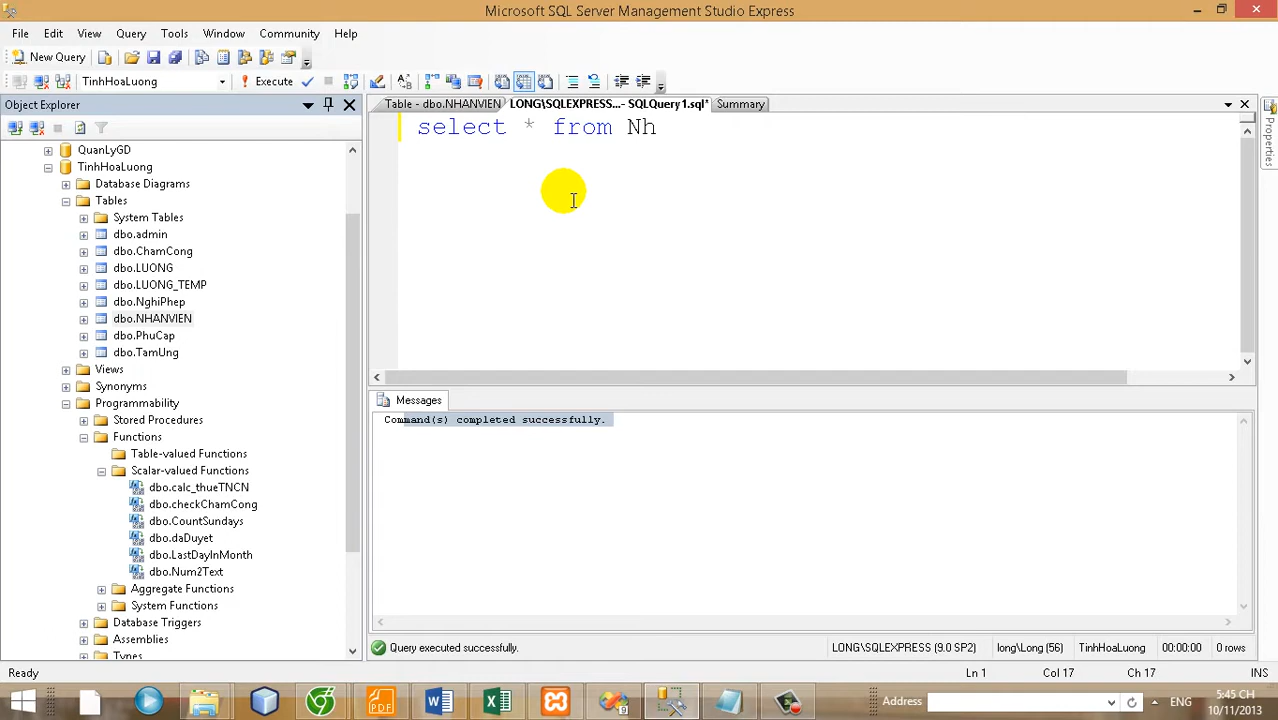 Microsoft SQL Server Management Studio Express
File Edit View Query Tools Window Community Help
New Query
TinhHoaLuong Execute
Object Explorer
Table - dbo.NHANVIEN LONG\SQLEXPRESS...- SQLQuery1.sql* Summary
select * from Nh
QuanLyGD
TinhHoaLuong
Database Diagrams
Tables
System Tables
dbo.admin
dbo.ChamCong
dbo.LUONG
dbo.LUONG_TEMP
dbo.NghiPhep
dbo.NHANVIEN
dbo.PhuCap
dbo.TamUng
Views
Synonyms
Programmability
Stored Procedures
Functions
Table-valued Functions
Scalar-valued Functions
dbo.calc_thueTNCN
dbo.checkChamCong
dbo.CountSundays
dbo.daDuyet
dbo.LastDayInMonth
dbo.Num2Text
Aggregate Functions
System Functions
Database Triggers
Assemblies
Types
Properties
Messages
Command(s) completed successfully.
Query executed successfully. LONG\SQLEXPRESS (9.0 SP2) long\Long (56) TinhHoaLuong 00:00:00 0 rows
Ready Ln 1 Col 17 Ch 17 INS
PDF
9
Address ENG 5:45 CH
10/11/2013